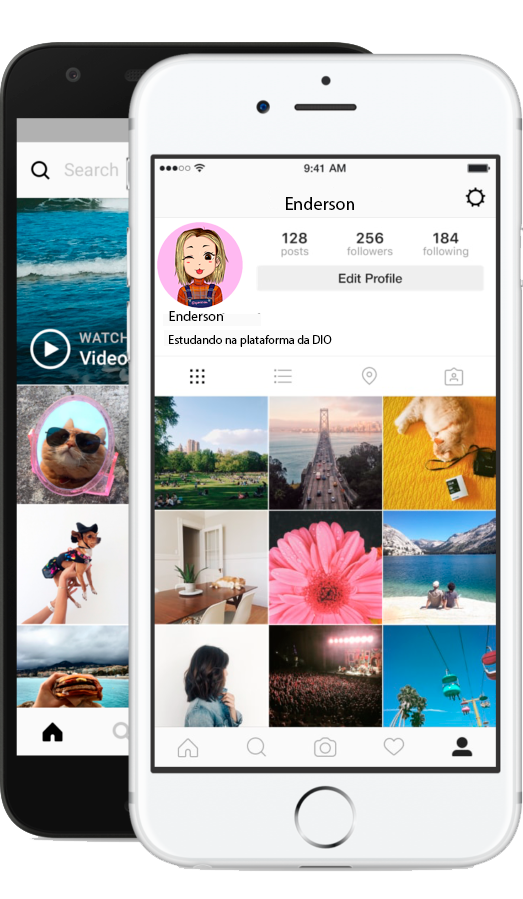 Search
WATCH
Video
9:41 AM
Enderson
128 256 184
posts followers following
Edit Profile
Enderson
Estudando na plataforma da DIO